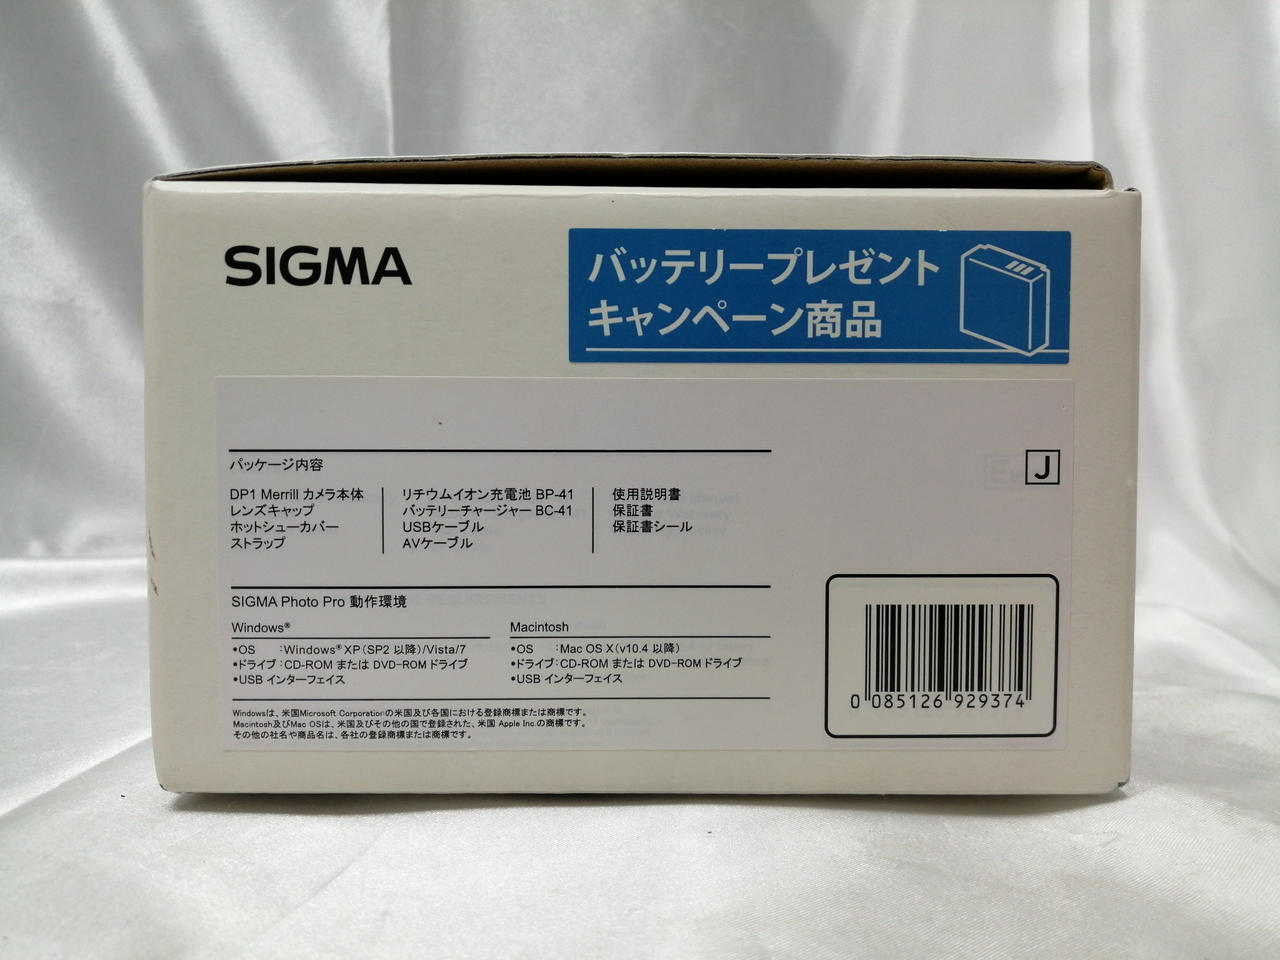 SIGMA
バッテリープレゼント
キャンペーン商品
J
パッケージ内容
DP1 Merrill カメラ本体
レンズキャップ
ホットシューカバー
ストラップ
リチウムイオン充電池 BP-41
バッテリーチャージャー BC-41
USBケーブル
AVケーブル
使用説明書
保証書
保証書シール
SIGMA Photo Pro 動作環境
Windows®
•OS :Windows® XP(SP2 以降)/Vista/7
•ドライブ:CD-ROM または DVD-ROM ドライブ
•USB インターフェイス
Macintosh
•OS :Mac OS X(v10.4 以降)
•ドライブ:CD-ROM または DVD-ROM ドライブ
•USB インターフェイス
Windowsは、米国Microsoft Corporationの米国及び各国における登録商標または商標です。
Macintosh及びMac OSは、米国及びその他の国で登録された、米国 Apple Inc.の商標です。
その他の社名や商品名は、各社の登録商標または商標です。
0 085126 929374